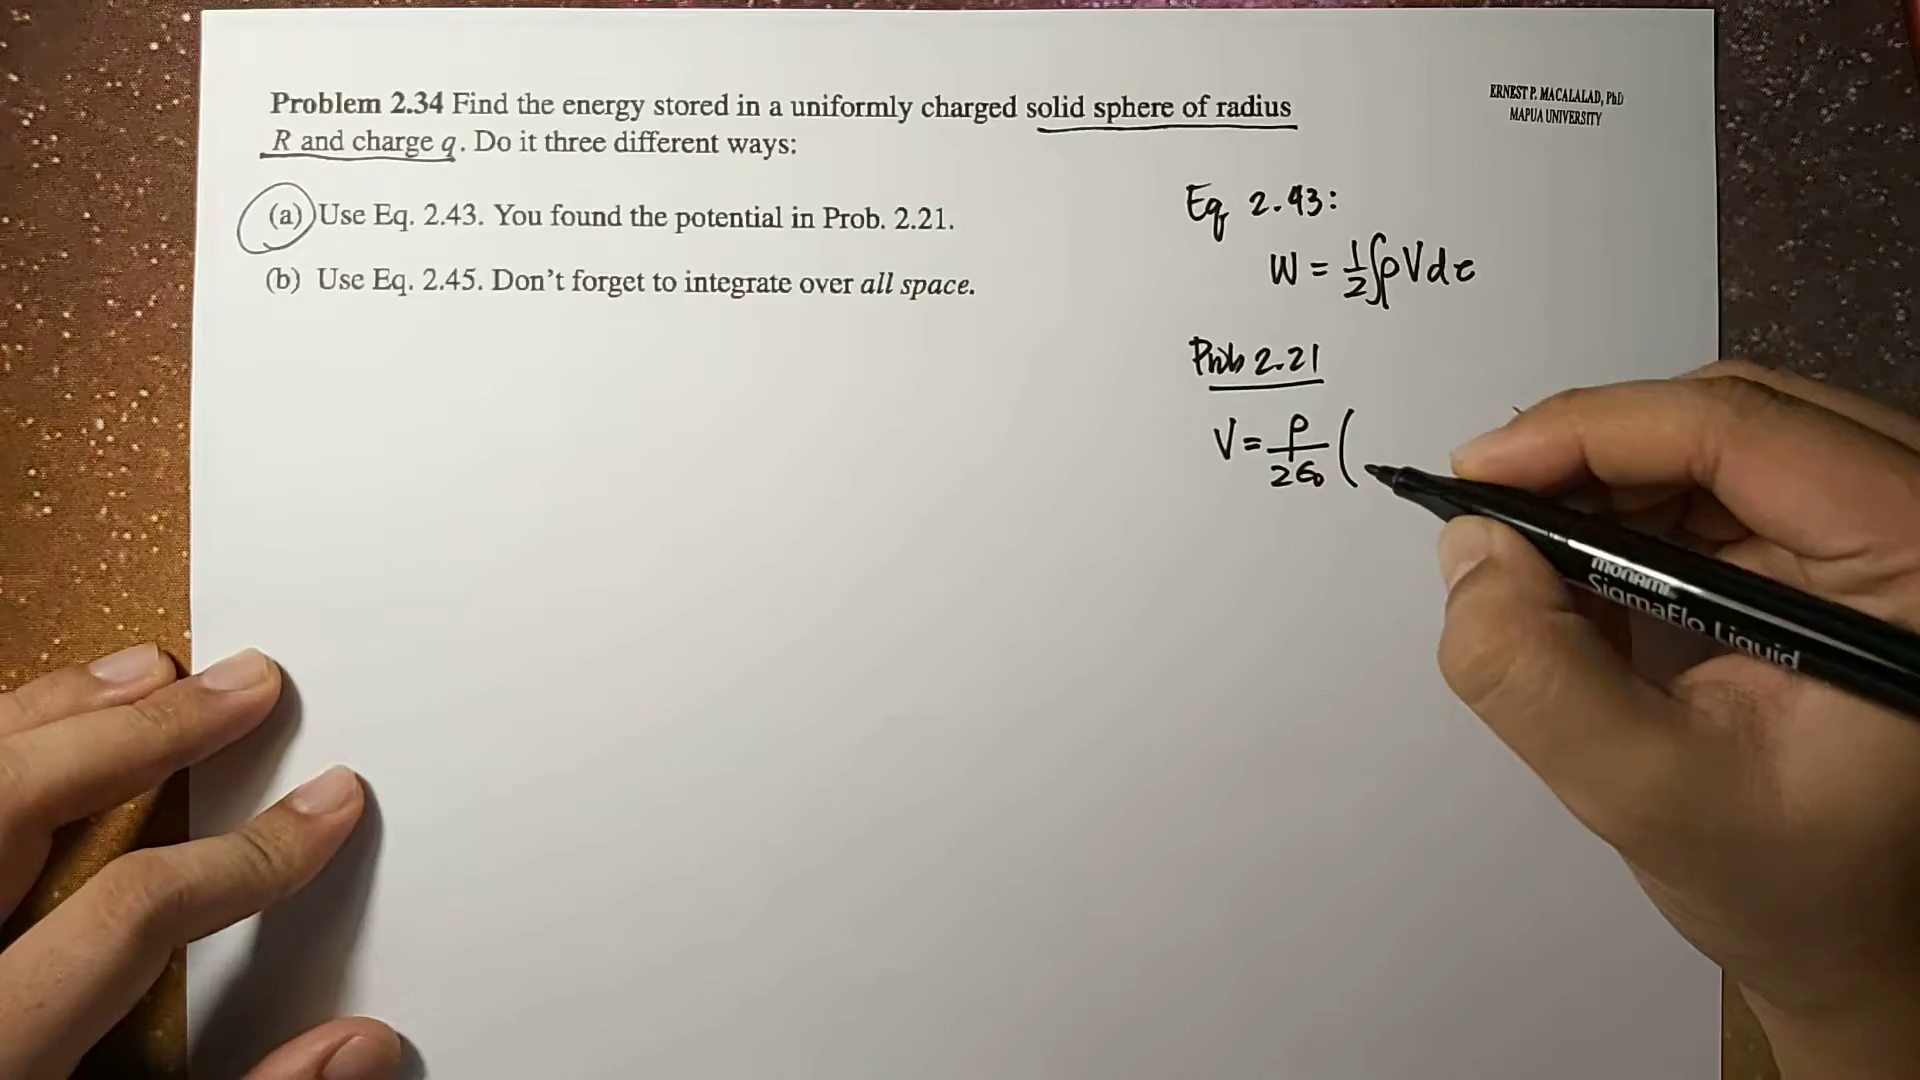 Problem 2.34 Find the energy stored in a uniformly charged solid sphere of radius
R and charge q. Do it three different ways:
(a) Use Eq. 2.43. You found the potential in Prob. 2.21.
(b) Use Eq. 2.45. Don't forget to integrate over all space.
ERNEST P. MACALALAD, PhD
MAPUA UNIVERSITY
Eq 2.43:
W = 1/2 ∫ρVdτ
Prob 2.21
V = ρ/2ϵ₀ (
monami
SigmaFlo Liquid